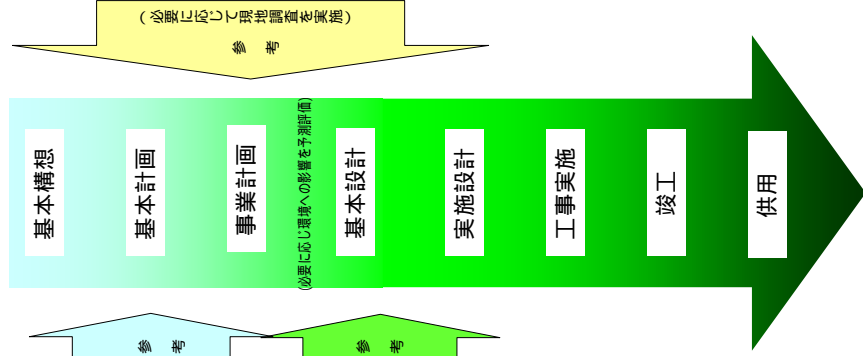 (必要に応じて現地調査を実施)
参 考
基本構想
基本計画
事業計画
(必要に応じ環境への影響を予測評価)
基本設計
実施設計
工事実施
竣工
供用
参 考
参 考